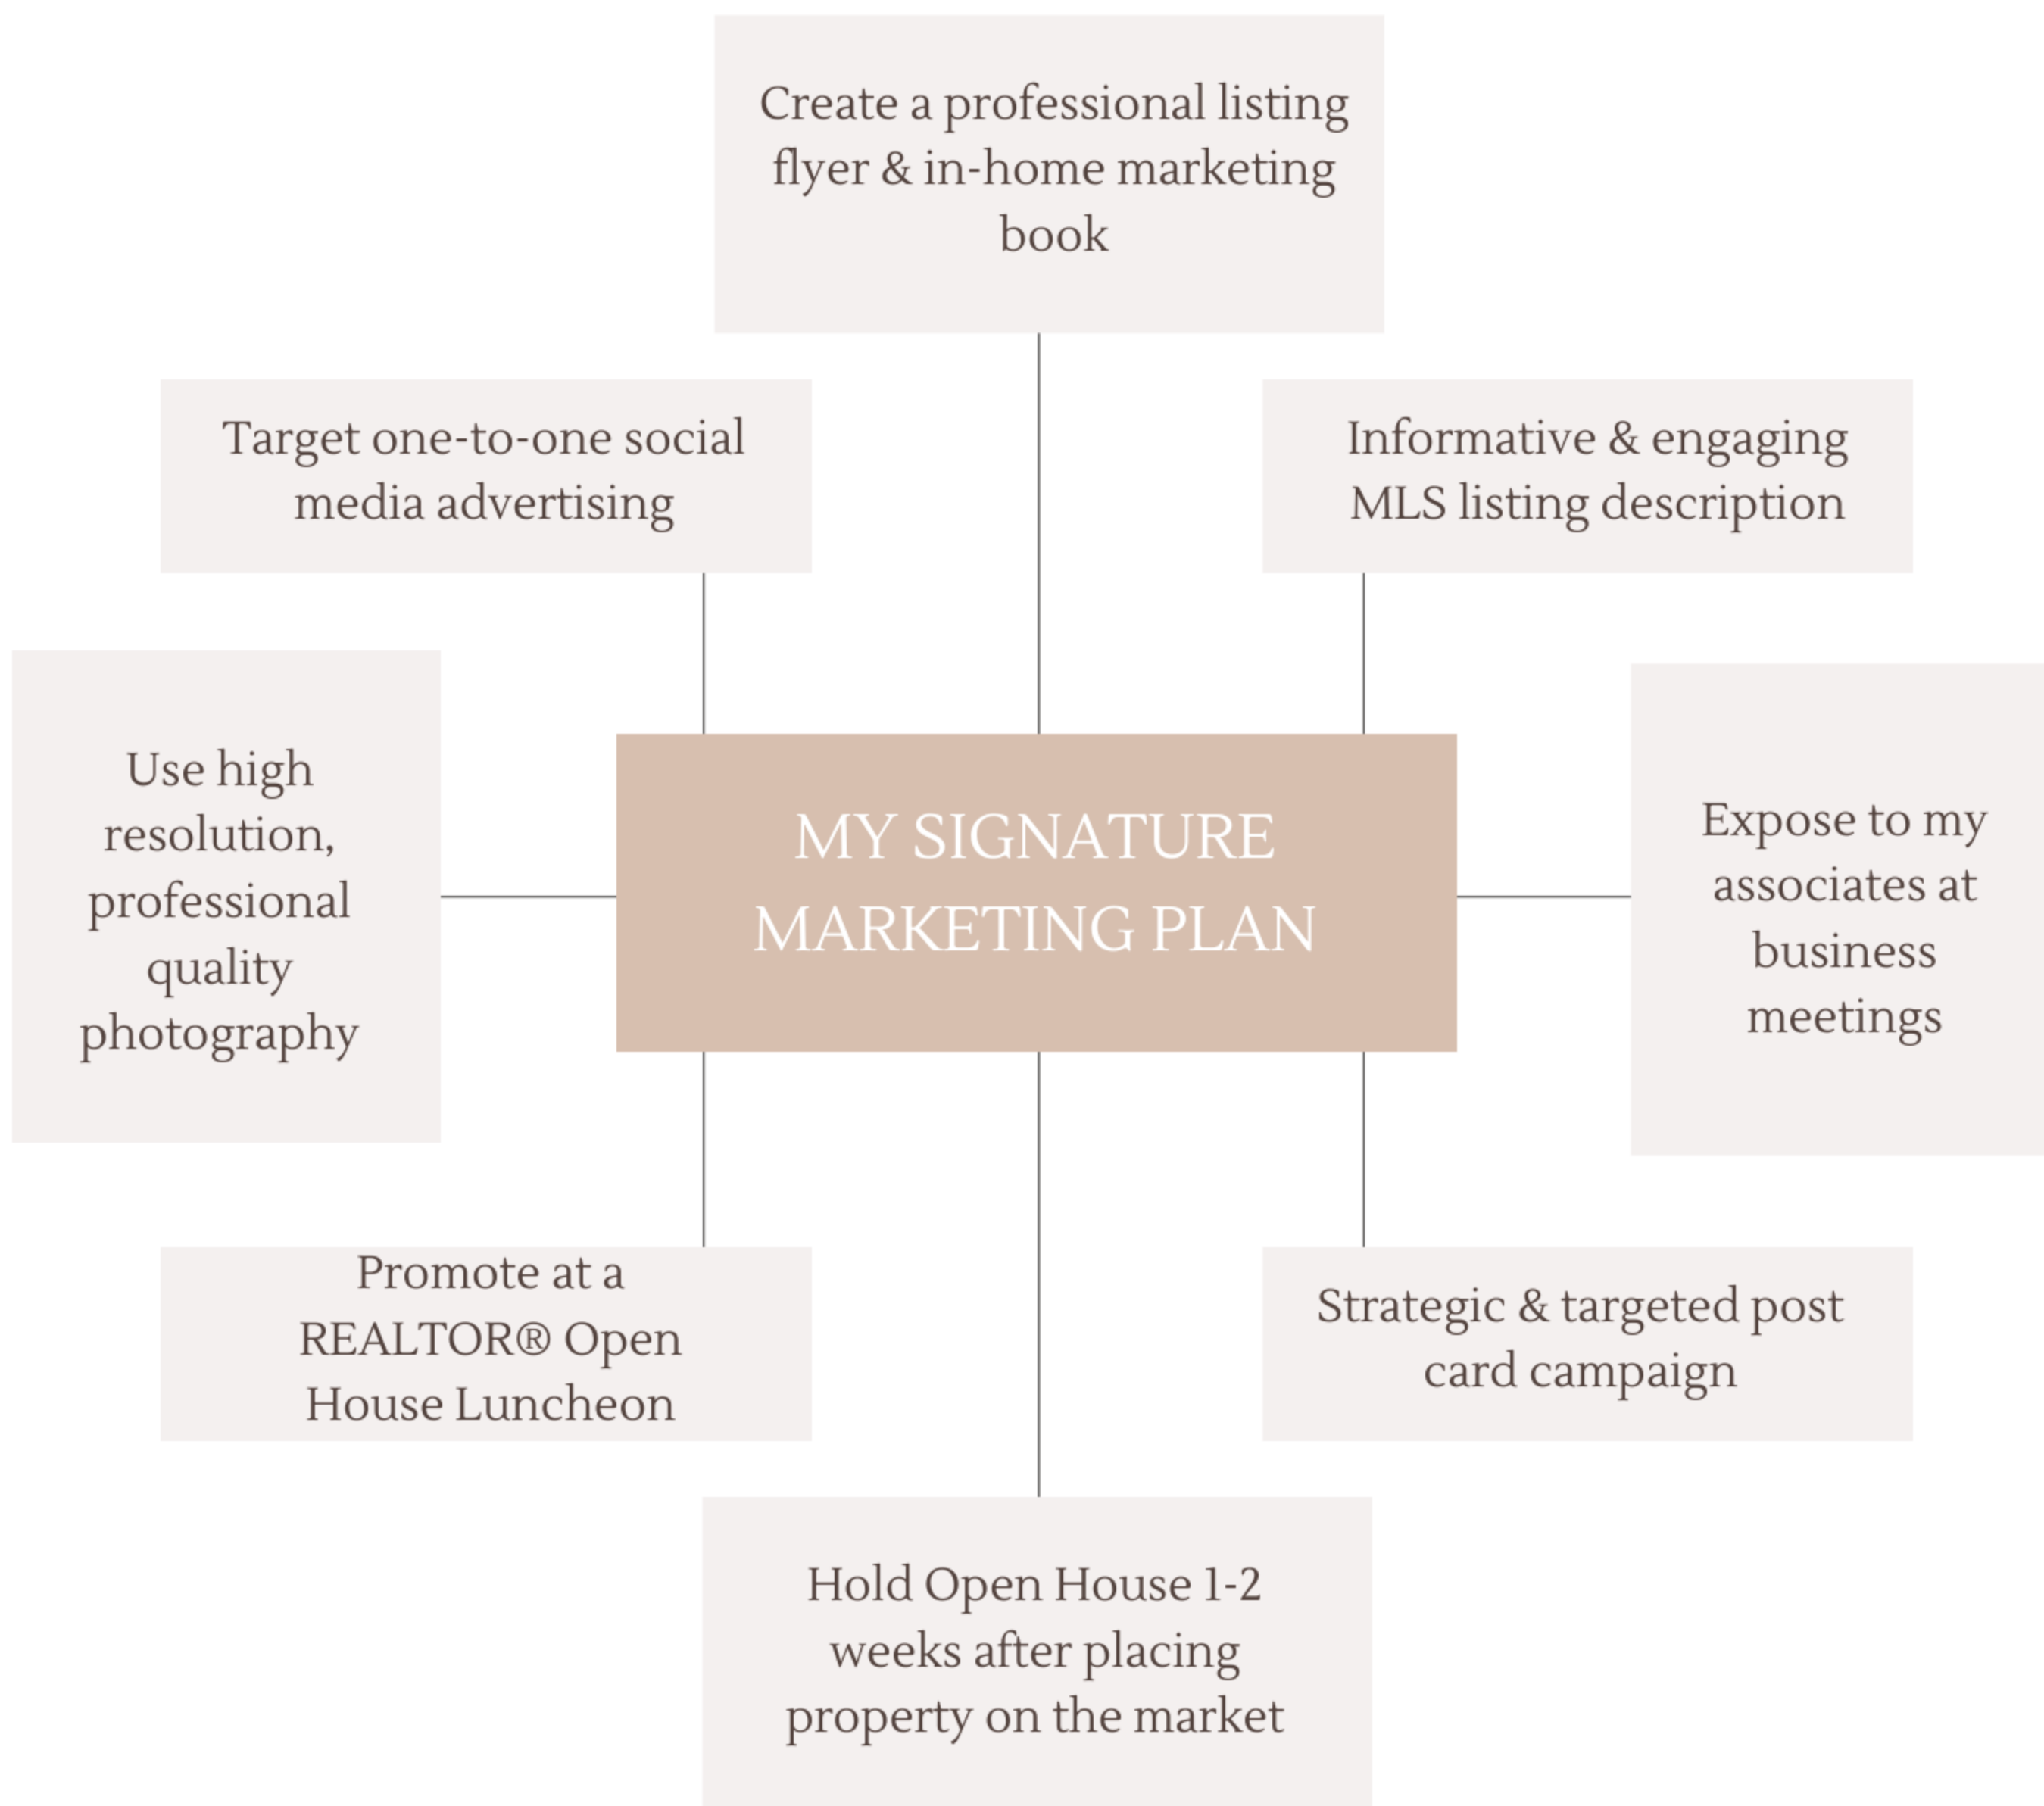 Create a professional listing
flyer & in-home marketing
book
Target one-to-one social
media advertising
Informative & engaging
MLS listing description
Use high
resolution,
professional
quality
photography
MY SIGNATURE
MARKETING PLAN
Expose to my
associates at
business
meetings
Promote at a
REALTOR® Open
House Luncheon
Strategic & targeted post
card campaign
Hold Open House 1-2
weeks after placing
property on the market